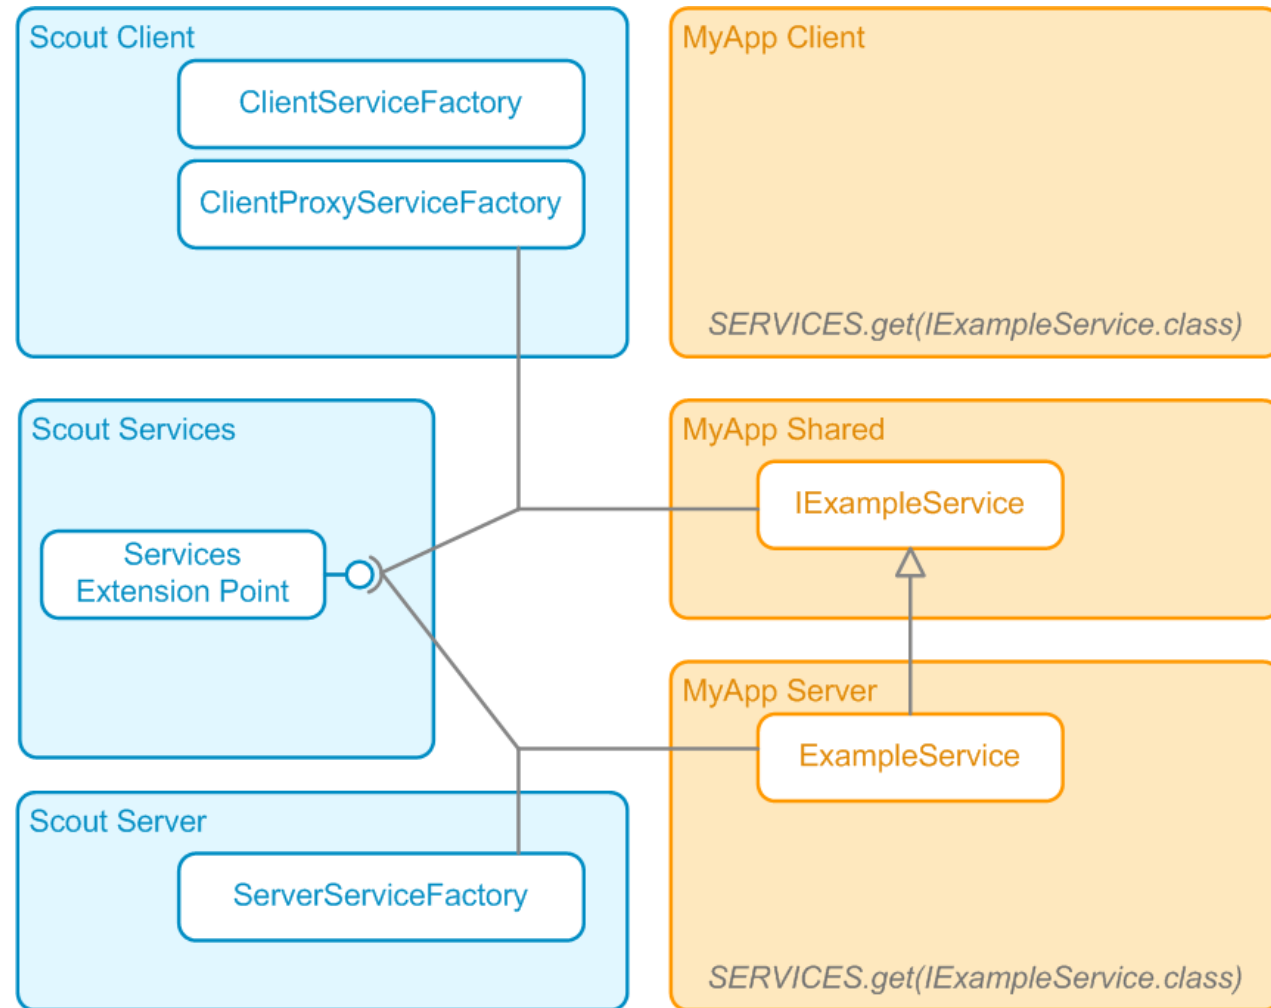 Scout Client
ClientServiceFactory
ClientProxyServiceFactory
MyApp Client
SERVICES.get(IExampleService.class)
Scout Services
Services
Extension Point
MyApp Shared
IExampleService
MyApp Server
ExampleService
SERVICES.get(IExampleService.class)
Scout Server
ServerServiceFactory